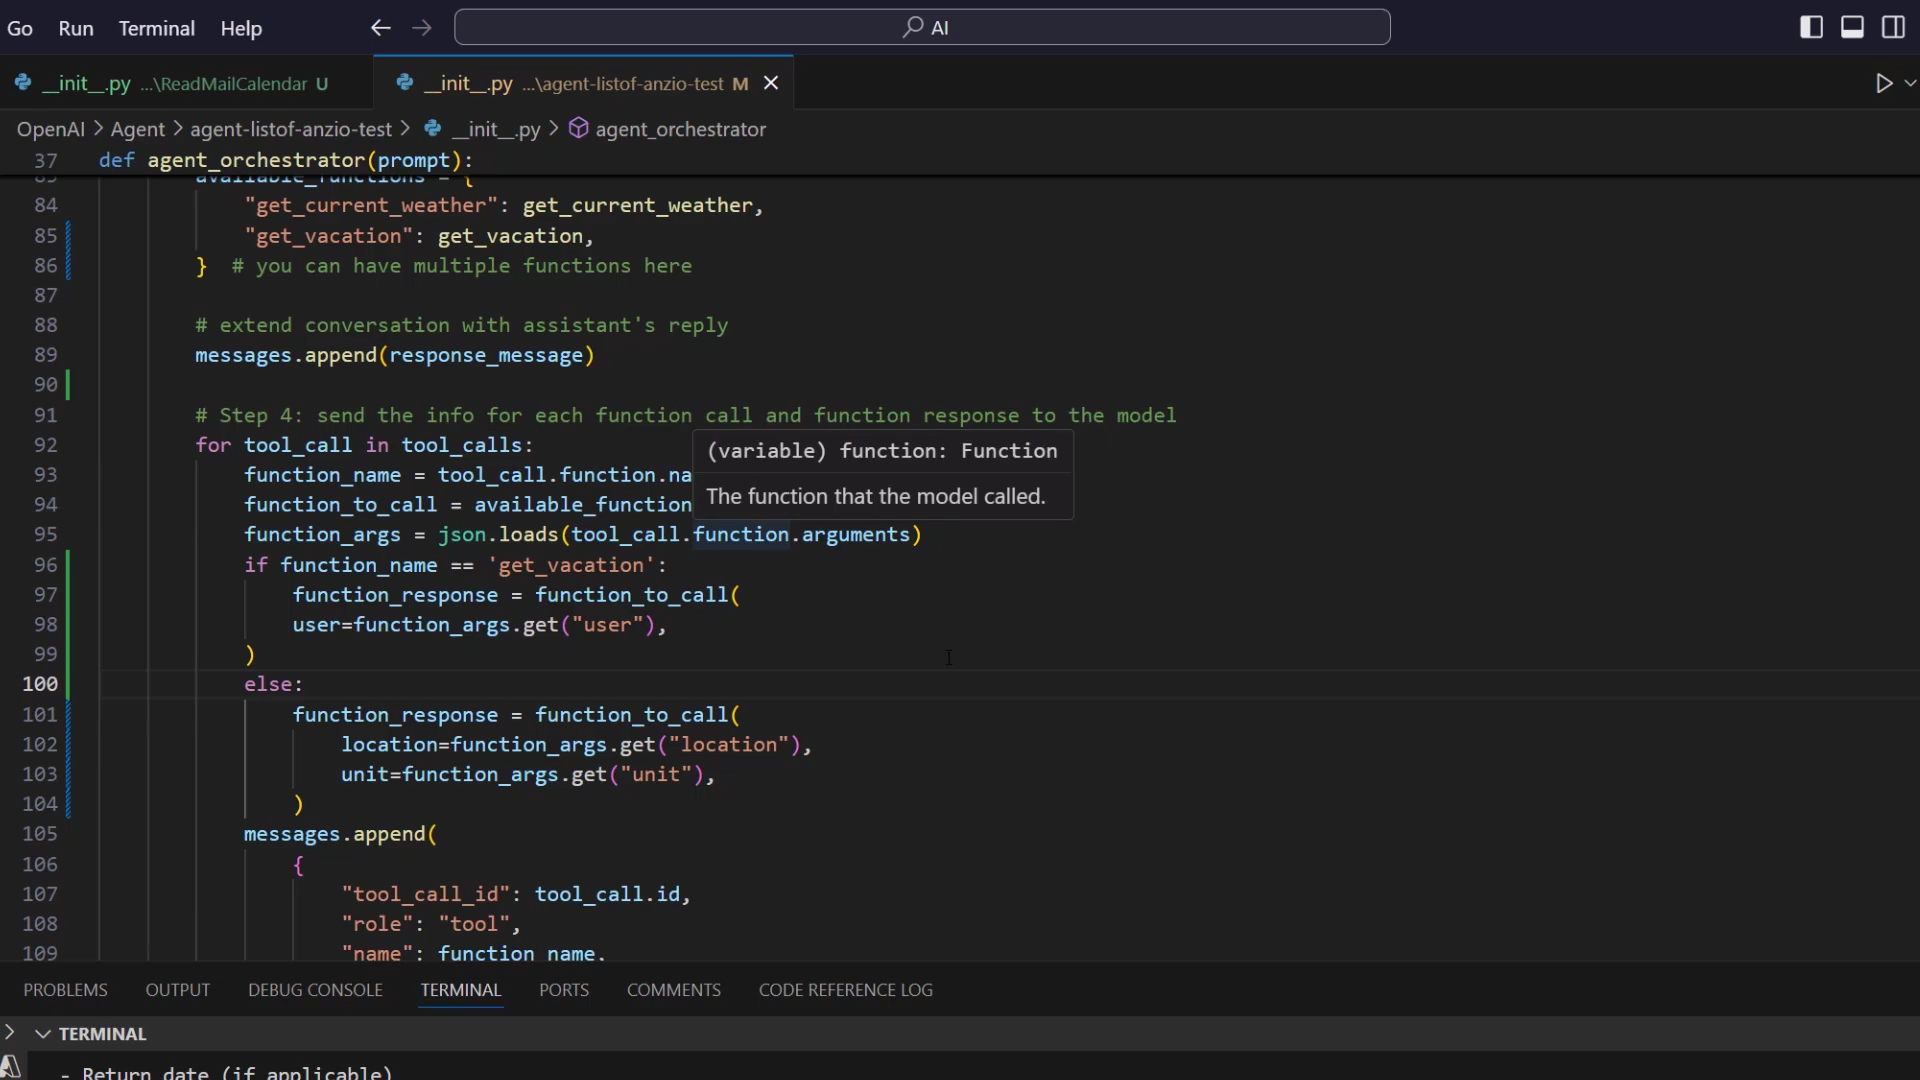 Go Run Terminal Help AI
__init__.py ...\ReadMailCalendar U __init__.py ...\agent-listof-anzio-test M
OpenAI > Agent > agent-listof-anzio-test > __init__.py > agent_orchestrator
37 def agent_orchestrator(prompt):
83 available_functions = {
84 "get_current_weather": get_current_weather,
85 "get_vacation": get_vacation,
86 } # you can have multiple functions here
87
88 # extend conversation with assistant's reply
89 messages.append(response_message)
90
91 # Step 4: send the info for each function call and function response to the model
92 for tool_call in tool_calls:
(variable) function: Function
93 function_name = tool_call.function.na
The function that the model called.
94 function_to_call = available_function
95 function_args = json.loads(tool_call.function.arguments)
96 if function_name == 'get_vacation':
97 function_response = function_to_call(
98 user=function_args.get("user"),
99 )
100 else:
101 function_response = function_to_call(
102 location=function_args.get("location"),
103 unit=function_args.get("unit"),
104 )
105 messages.append(
106 {
107 "tool_call_id": tool_call.id,
108 "role": "tool",
109 "name": function_name,
PROBLEMS OUTPUT DEBUG CONSOLE TERMINAL PORTS COMMENTS CODE REFERENCE LOG
TERMINAL
- Return date (if applicable)